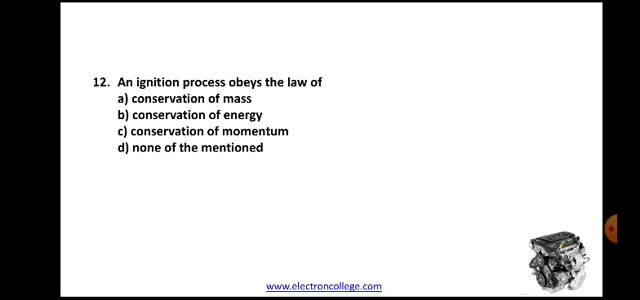 12. An ignition process obeys the law of
a) conservation of mass
b) conservation of energy
c) conservation of momentum
d) none of the mentioned
www.electroncollege.com